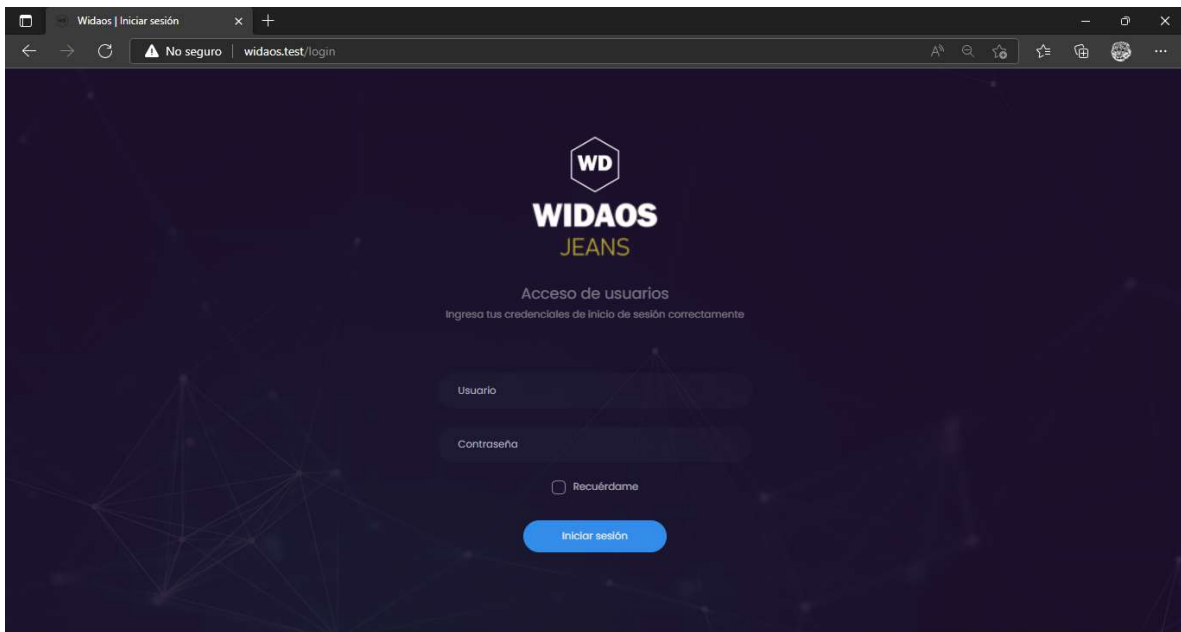 Widaos | Iniciar sesión
No seguro | widaos.test/login
WD
WIDAOS
JEANS
Acceso de usuarios
Ingresa tus credenciales de inicio de sesión correctamente
Usuario
Contraseña
Recuérdame
Iniciar sesión